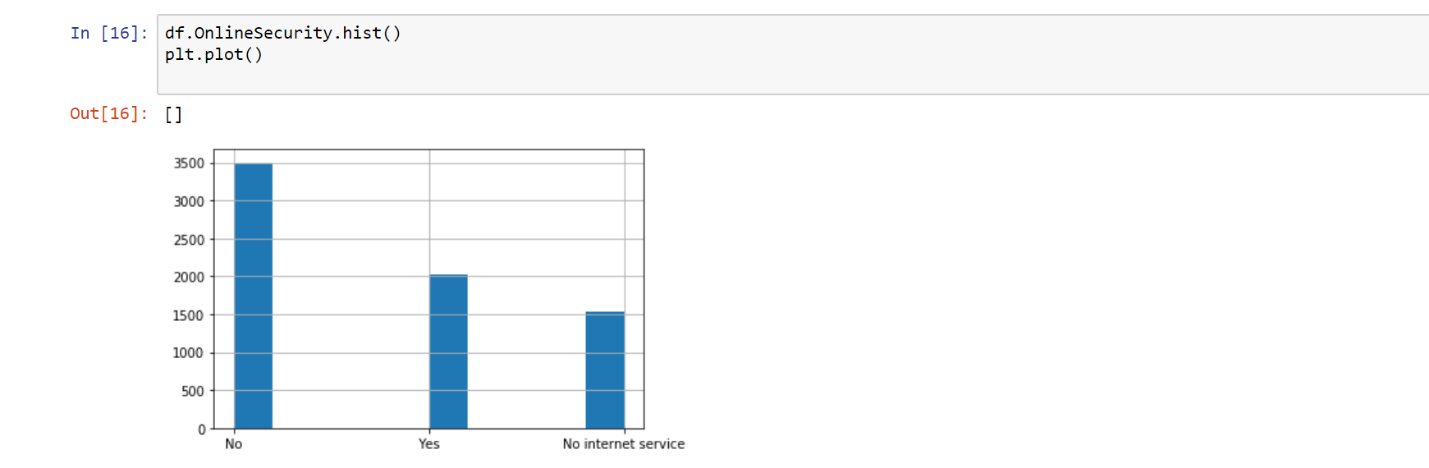 In [16]: df.OnlineSecurity.hist()
plt.plot()
Out[16]: []
3500
3000
2500
2000
1500
1000
500
0
No Yes No internet service